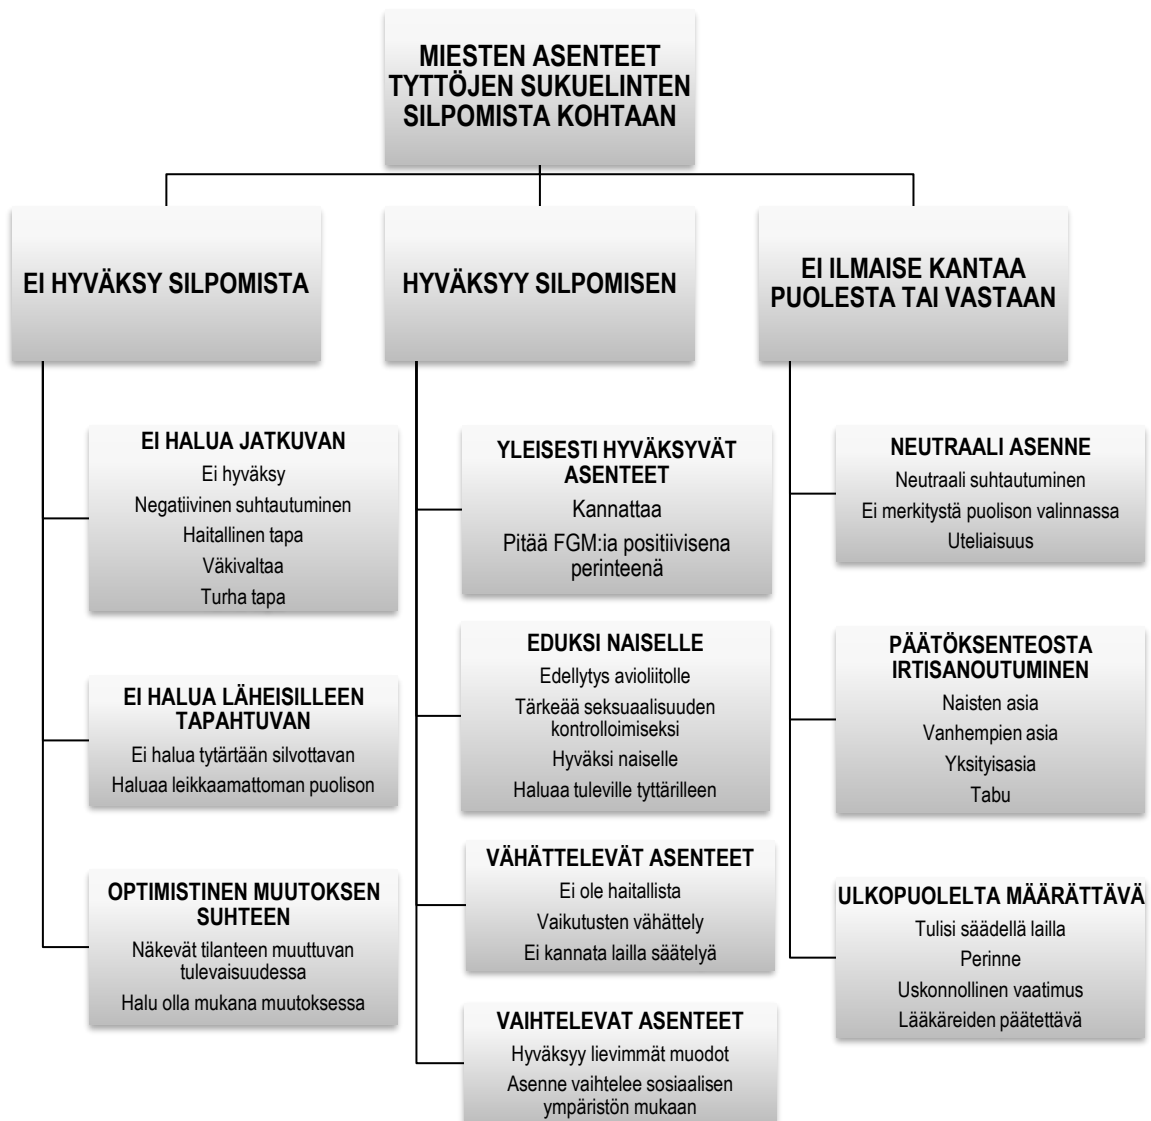 MIESTEN ASENTEET
TYTTÖJEN SUKUELINTEN
SILPOMISTA KOHTAAN
EI HYVÄKSY SILPOMISTA
EI HALUA JATKUVAN
Ei hyväksy
Negatiivinen suhtautuminen
Haitallinen tapa
Väkivaltaa
Turha tapa
EI HALUA LÄHEISILLEEN
TAPAHTUVAN
Ei halua tytärtään silvottavan
Haluaa leikkaamattoman puolison
OPTIMISTINEN MUUTOKSEN
SUHTEEN
Näkevät tilanteen muuttuvan
tulevaisuudessa
Halu olla mukana muutoksessa
HYVÄKSYY SILPOMISEN
YLEISESTI HYVÄKSYVÄT
ASENTEET
Kannattaa
Pitää FGM:ia positiivisena
perinteenä
EDUKSI NAISELLE
Edellytys avioliitolle
Tärkeää seksuaalisuuden
kontrolloimiseksi
Hyväksi naiselle
Haluaa tuleville tyttärilleen
VÄHÄTTELEVÄT ASENTEET
Ei ole haitallista
Vaikutusten vähättely
Ei kannata lailla säätelyä
VAIHTELEVAT ASENTEET
Hyväksyy lievimmät muodot
Asenne vaihtelee sosiaalisen
ympäristön mukaan
EI ILMAISE KANTAA
PUOLESTA TAI VASTAAN
NEUTRAALI ASENNE
Neutraali suhtautuminen
Ei merkitystä puolison valinnassa
Uteliaisuus
PÄÄTÖKSENTEOSTA
IRTISANOUTUMINEN
Naisten asia
Vanhempien asia
Yksityisasia
Tabu
ULKOPUOLELTA MÄÄRÄTTÄVÄ
Tulisi säädellä lailla
Perinne
Uskonnollinen vaatimus
Lääkäreiden päätettävä